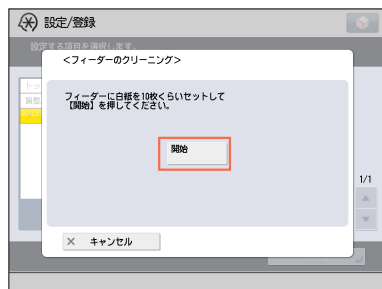 設定/登録
設定する項目を選択します。
<フィーダーのクリーニング>
フィーダーに白紙を10枚くらいセットして
【開始】を押してください。
開始
1/1
× キャンセル